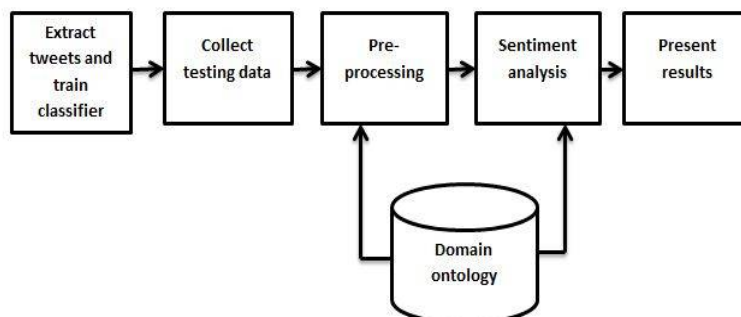 Extract
tweets and
train
classifier
Collect
testing data
Pre-
processing
Sentiment
analysis
Present
results
Domain
ontology